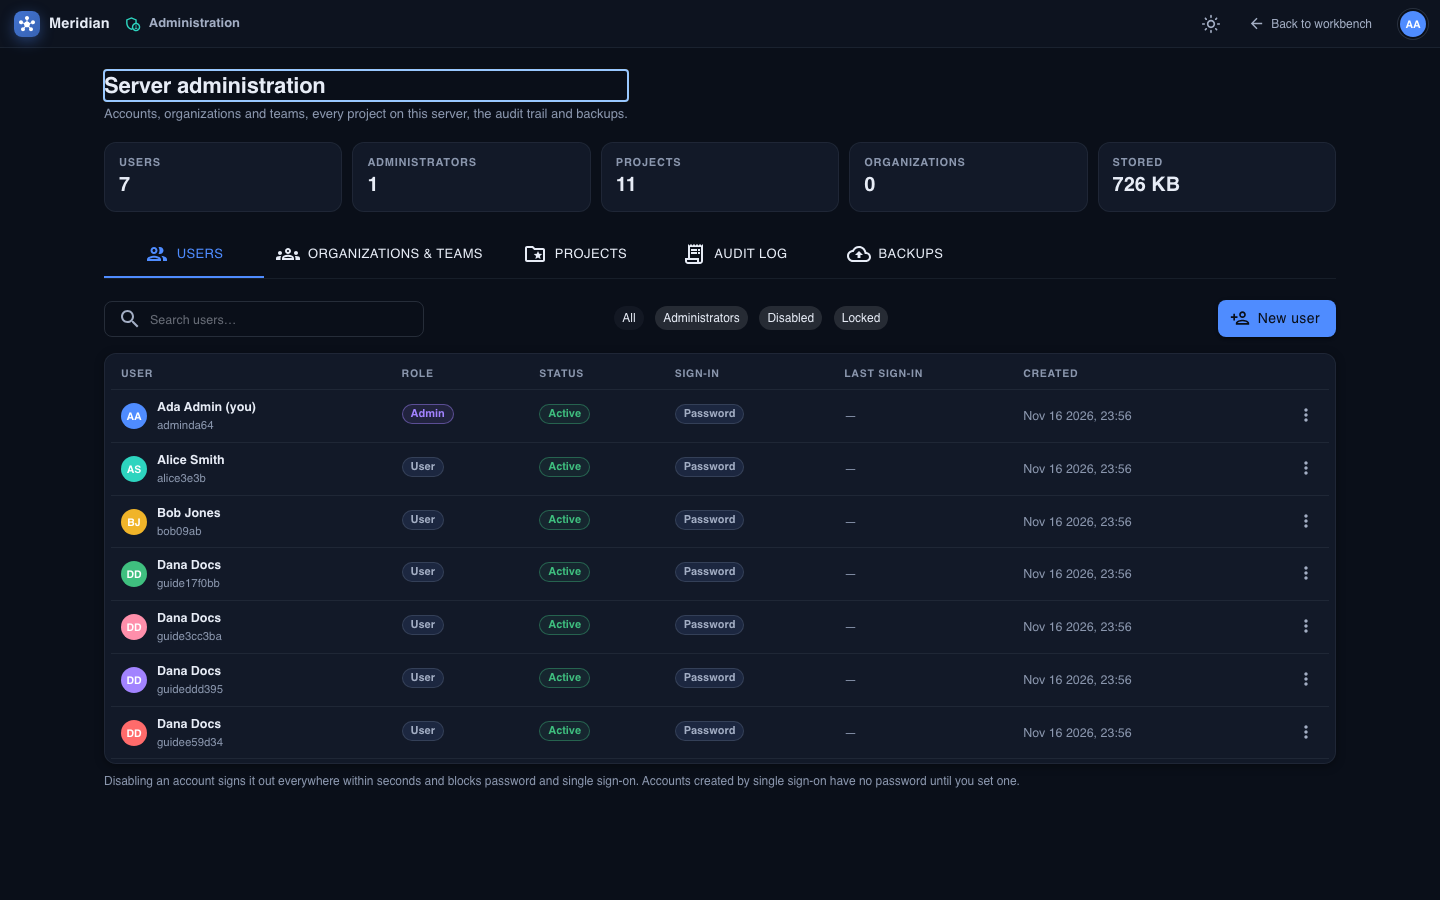 Meridian Administration Back to workbench AA
Server administration
Accounts, organizations and teams, every project on this server, the audit trail and backups.
USERS ADMINISTRATORS PROJECTS ORGANIZATIONS STORED
7 1 11 0 726 KB
USERS ORGANIZATIONS & TEAMS PROJECTS AUDIT LOG BACKUPS
Search users... All Administrators Disabled Locked New user
USER ROLE STATUS SIGN-IN LAST SIGN-IN CREATED
AA Ada Admin (you) Admin Active Password — Nov 16 2026, 23:56
adminda64
AS Alice Smith User Active Password — Nov 16 2026, 23:56
alice3e3b
BJ Bob Jones User Active Password — Nov 16 2026, 23:56
bob09ab
DD Dana Docs User Active Password — Nov 16 2026, 23:56
guide17f0bb
DD Dana Docs User Active Password — Nov 16 2026, 23:56
guide3cc3ba
DD Dana Docs User Active Password — Nov 16 2026, 23:56
guideddd395
DD Dana Docs User Active Password — Nov 16 2026, 23:56
guidee59d34
Disabling an account signs it out everywhere within seconds and blocks password and single sign-on. Accounts created by single sign-on have no password until you set one.